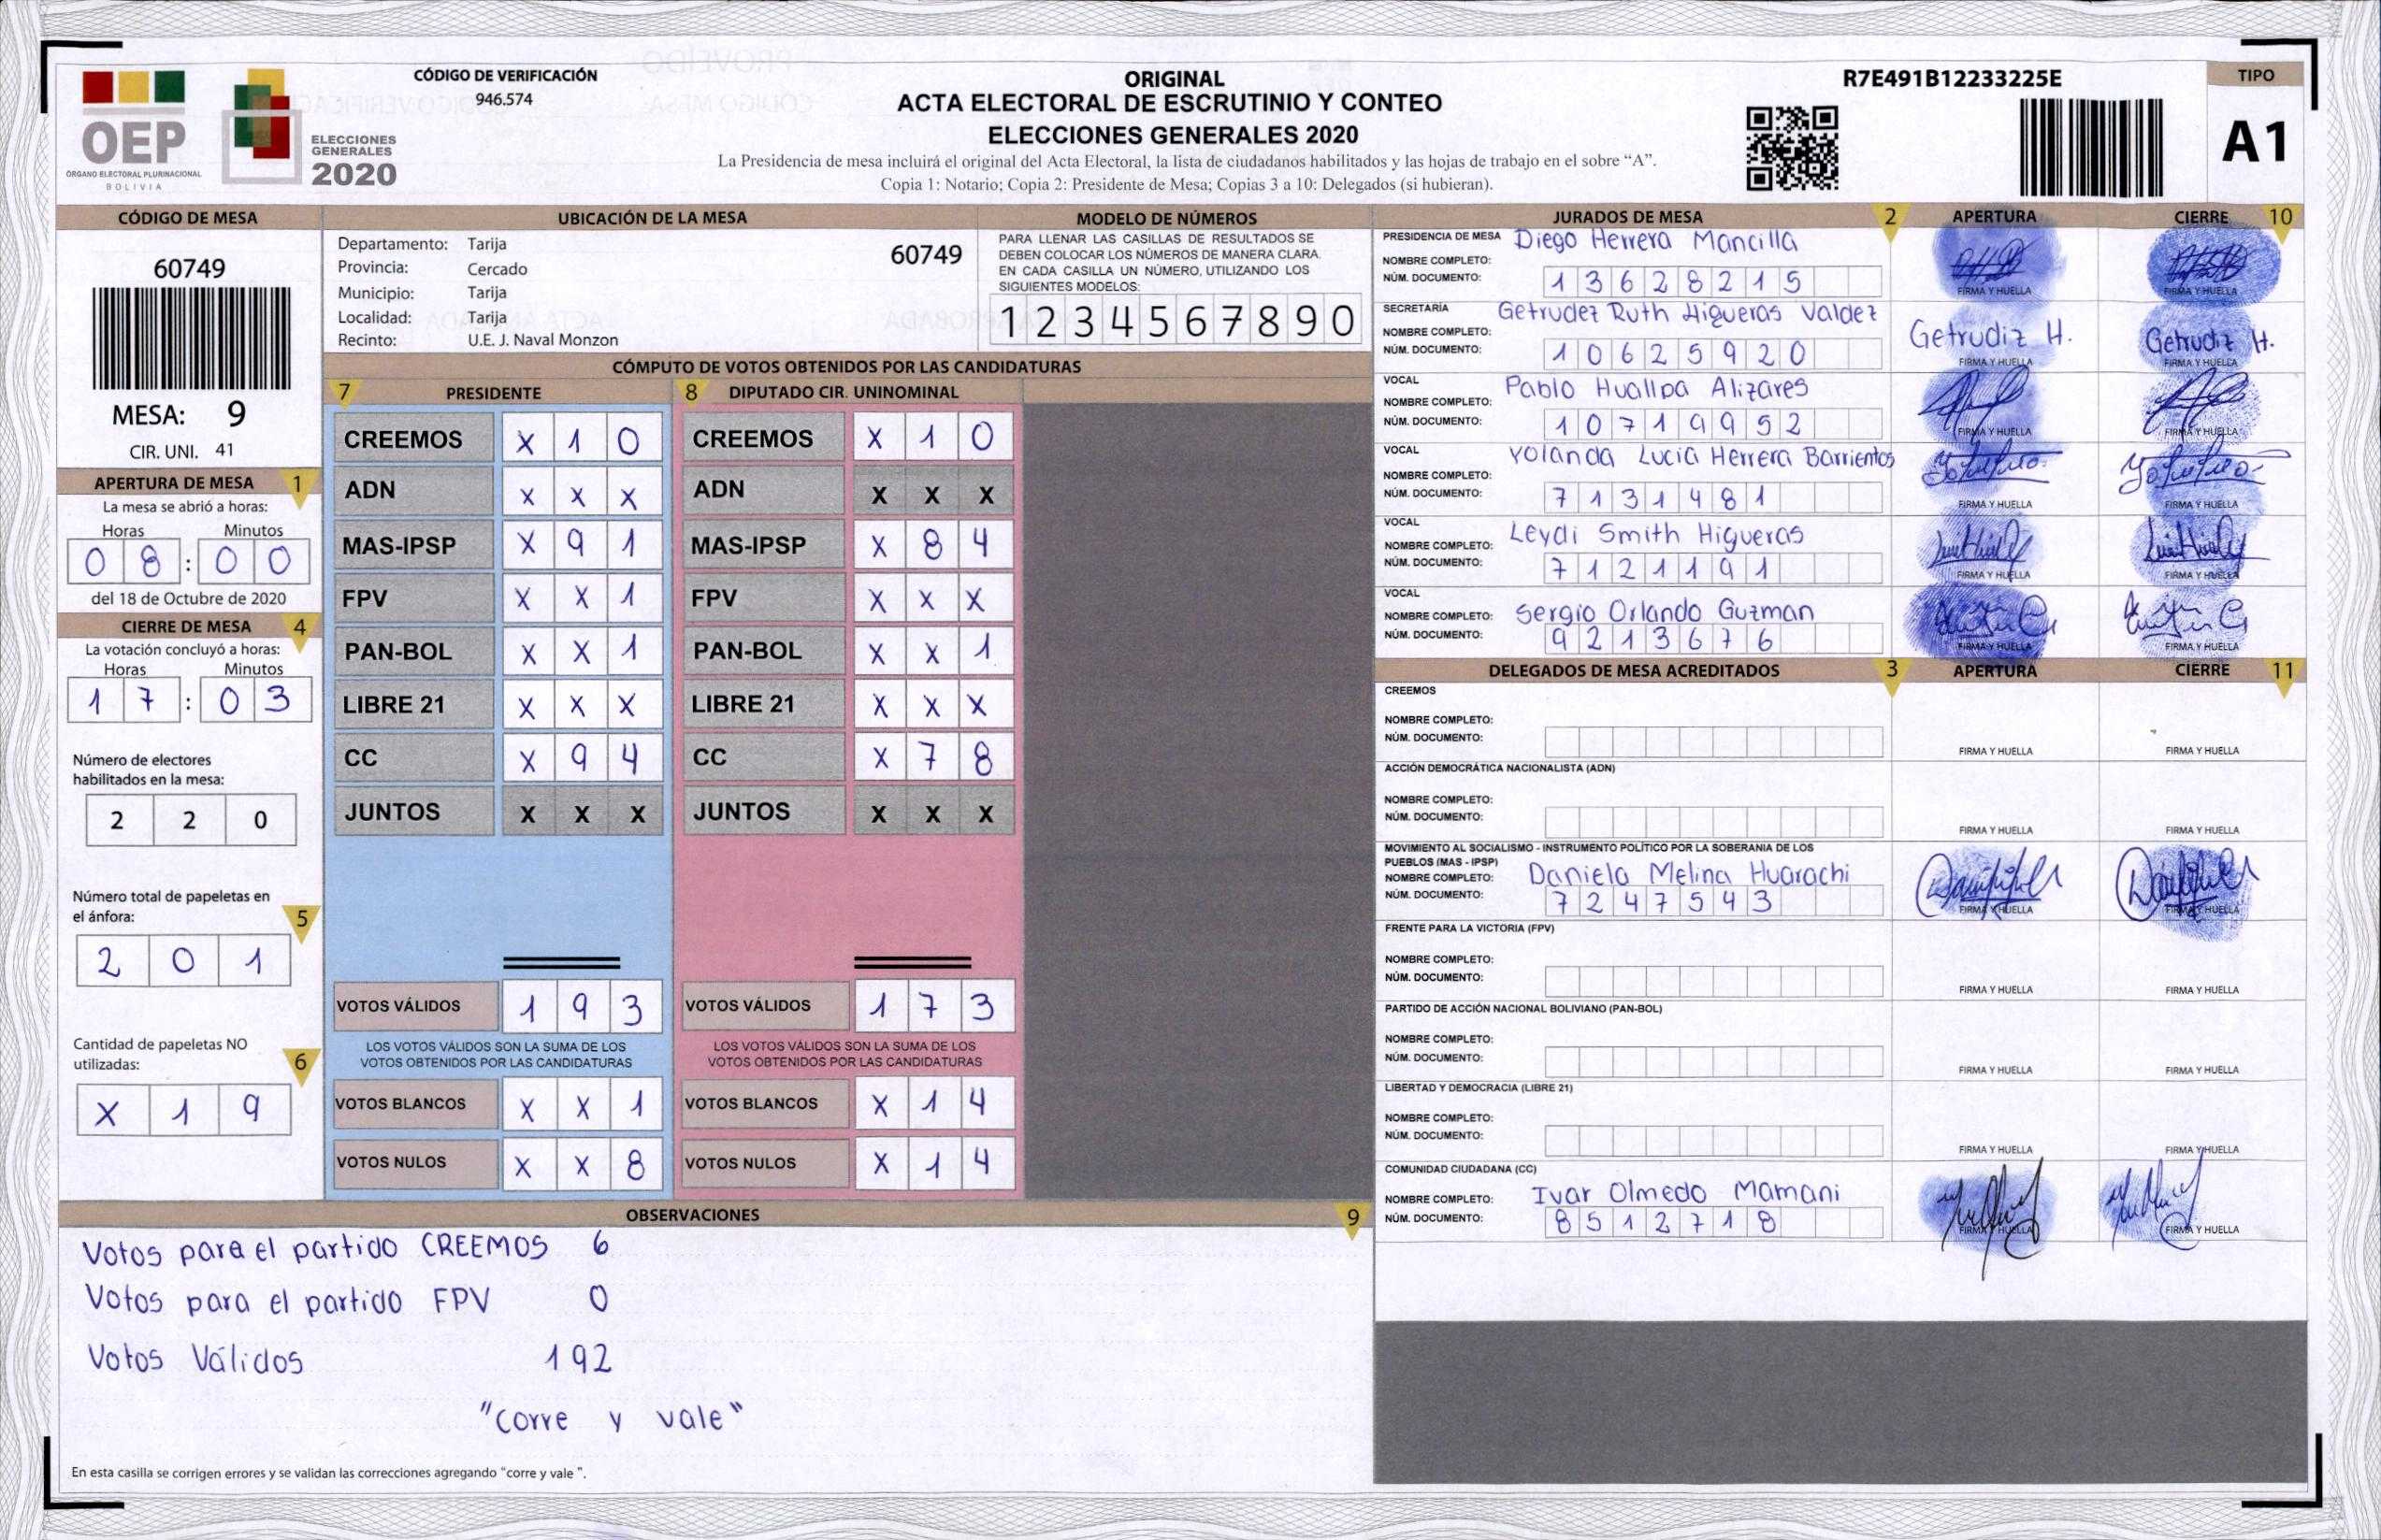 CÓDIGO DE VERIFICACIÓN
946.574
OEP
ÓRGANO ELECTORAL PLURINACIONAL
BOLIVIA
ELECCIONES
GENERALES
2020
ORIGINAL
ACTA ELECTORAL DE ESCRUTINIO Y CONTEO
ELECCIONES GENERALES 2020
La Presidencia de mesa incluirá el original del Acta Electoral, la lista de ciudadanos habilitados y las hojas de trabajo en el sobre “A”.
Copia 1: Notario; Copia 2: Presidente de Mesa; Copias 3 a 10: Delegados (si hubieran).
R7E491B12233225E
TIPO
A1
CÓDIGO DE MESA
60749
MESA: 9
CIR. UNI. 41
APERTURA DE MESA 1
La mesa se abrió a horas:
Horas Minutos
0 8 : 0 0
del 18 de Octubre de 2020
CIERRE DE MESA 4
La votación concluyó a horas:
Horas Minutos
1 7 : 0 3
Número de electores
habilitados en la mesa:
2 2 0
Número total de papeletas en
el ánfora: 5
2 0 1
Cantidad de papeletas NO
utilizadas: 6
X 1 9
UBICACIÓN DE LA MESA
Departamento: Tarija
Provincia: Cercado
Municipio: Tarija
Localidad: Tarija
Recinto: U.E. J. Naval Monzon
60749
MODELO DE NÚMEROS
PARA LLENAR LAS CASILLAS DE RESULTADOS SE
DEBEN COLOCAR LOS NÚMEROS DE MANERA CLARA.
EN CADA CASILLA UN NÚMERO, UTILIZANDO LOS
SIGUIENTES MODELOS:
1 2 3 4 5 6 7 8 9 0
CÓMPUTO DE VOTOS OBTENIDOS POR LAS CANDIDATURAS
7 PRESIDENTE
CREEMOS X 1 0
ADN X X X
MAS-IPSP X 9 1
FPV X X 1
PAN-BOL X X 1
LIBRE 21 X X X
CC X 9 4
JUNTOS X X X
VOTOS VÁLIDOS 1 9 3
LOS VOTOS VÁLIDOS SON LA SUMA DE LOS
VOTOS OBTENIDOS POR LAS CANDIDATURAS
VOTOS BLANCOS X X 1
VOTOS NULOS X X 8
8 DIPUTADO CIR. UNINOMINAL
CREEMOS X 1 0
ADN X X X
MAS-IPSP X 8 4
FPV X X X
PAN-BOL X X 1
LIBRE 21 X X X
CC X 7 8
JUNTOS X X X
VOTOS VÁLIDOS 1 7 3
LOS VOTOS VÁLIDOS SON LA SUMA DE LOS
VOTOS OBTENIDOS POR LAS CANDIDATURAS
VOTOS BLANCOS X 1 4
VOTOS NULOS X 1 4
OBSERVACIONES 9
Votos para el partido CREEMOS 6
Votos para el partido FPV 0
Votos Válidos 192
"corre y vale"
En esta casilla se corrigen errores y se validan las correcciones agregando “corre y vale ”.
JURADOS DE MESA 2 APERTURA CIERRE 10
PRESIDENCIA DE MESA
NOMBRE COMPLETO: Diego Herrera Mancilla
NÚM. DOCUMENTO: 1 3 6 2 8 2 1 5
FIRMA Y HUELLA FIRMA Y HUELLA
SECRETARÍA
NOMBRE COMPLETO: Getrudez Ruth Higueras Valdez
NÚM. DOCUMENTO: 1 0 6 2 5 9 2 0
Getrudiz H. Getrudiz H.
FIRMA Y HUELLA FIRMA Y HUELLA
VOCAL
NOMBRE COMPLETO: Pablo Huallpa Alizares
NÚM. DOCUMENTO: 1 0 7 1 9 9 5 2
FIRMA Y HUELLA FIRMA Y HUELLA
VOCAL
NOMBRE COMPLETO: Yolanda Lucia Herrera Barrientos
NÚM. DOCUMENTO: 7 1 3 1 4 8 1
FIRMA Y HUELLA FIRMA Y HUELLA
VOCAL
NOMBRE COMPLETO: Leydi Smith Higueras
NÚM. DOCUMENTO: 7 1 2 1 1 9 1
FIRMA Y HUELLA FIRMA Y HUELLA
VOCAL
NOMBRE COMPLETO: Sergio Orlando Guzman
NÚM. DOCUMENTO: 9 2 1 3 6 7 6
FIRMA Y HUELLA FIRMA Y HUELLA
DELEGADOS DE MESA ACREDITADOS 3 APERTURA CIERRE 11
CREEMOS
NOMBRE COMPLETO:
NÚM. DOCUMENTO:
FIRMA Y HUELLA FIRMA Y HUELLA
ACCIÓN DEMOCRÁTICA NACIONALISTA (ADN)
NOMBRE COMPLETO:
NÚM. DOCUMENTO:
FIRMA Y HUELLA FIRMA Y HUELLA
MOVIMIENTO AL SOCIALISMO - INSTRUMENTO POLÍTICO POR LA SOBERANIA DE LOS
PUEBLOS (MAS - IPSP)
NOMBRE COMPLETO: Daniela Melina Huarachi
NÚM. DOCUMENTO: 7 2 4 7 5 4 3
FIRMA Y HUELLA FIRMA Y HUELLA
FRENTE PARA LA VICTORIA (FPV)
NOMBRE COMPLETO:
NÚM. DOCUMENTO:
FIRMA Y HUELLA FIRMA Y HUELLA
PARTIDO DE ACCIÓN NACIONAL BOLIVIANO (PAN-BOL)
NOMBRE COMPLETO:
NÚM. DOCUMENTO:
FIRMA Y HUELLA FIRMA Y HUELLA
LIBERTAD Y DEMOCRACIA (LIBRE 21)
NOMBRE COMPLETO:
NÚM. DOCUMENTO:
FIRMA Y HUELLA FIRMA Y HUELLA
COMUNIDAD CIUDADANA (CC)
NOMBRE COMPLETO: Ivar Olmedo Mamani
NÚM. DOCUMENTO: 8 5 1 2 7 1 8
FIRMA Y HUELLA FIRMA Y HUELLA